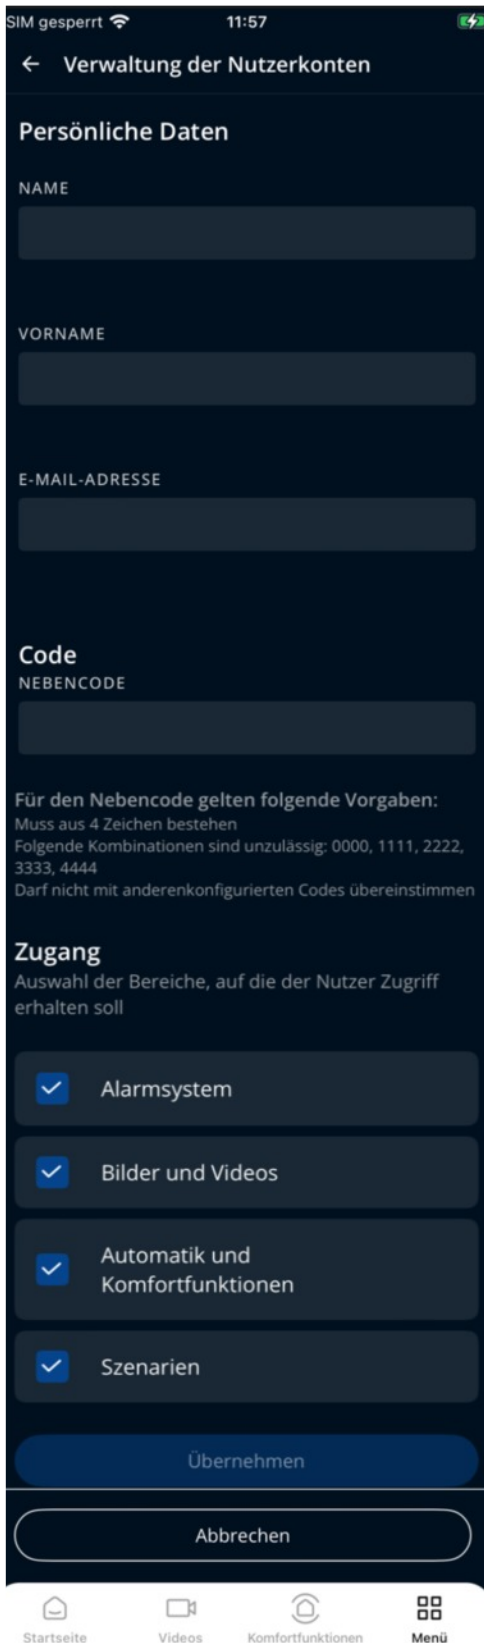 SIM gesperrt 11:57
Verwaltung der Nutzerkonten
Persönliche Daten
NAME
VORNAME
E-MAIL-ADRESSE
Code
NEBENCODE
Für den Nebencode gelten folgende Vorgaben:
Muss aus 4 Zeichen bestehen
Folgende Kombinationen sind unzulässig: 0000, 1111, 2222,
3333, 4444
Darf nicht mit anderenkonfigurierten Codes übereinstimmen
Zugang
Auswahl der Bereiche, auf die der Nutzer Zugriff
erhalten soll
Alarmsystem
Bilder und Videos
Automatik und
Komfortfunktionen
Szenarien
Übernehmen
Abbrechen
Startseite Videos Komfortfunktionen Menü